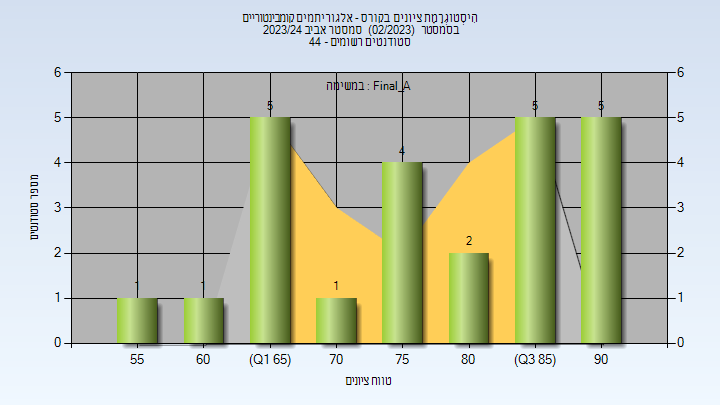 הִיסְטוֹגְרָמַת ציונים בקורס - אלגוריתמים קומבינטוריים
בסמסטר (02/2023) סמסטר אביב 2023/24
סטודנטים רשומים - 44
במשימה : Final_A
6 6
5 5 5 5 5
4 4 4
מספר סטודנטים
3 3
2 2 2
1 1 1 1 1
0 0
55 60 (Q1 65) 70 75 80 (Q3 85) 90
טווח ציונים